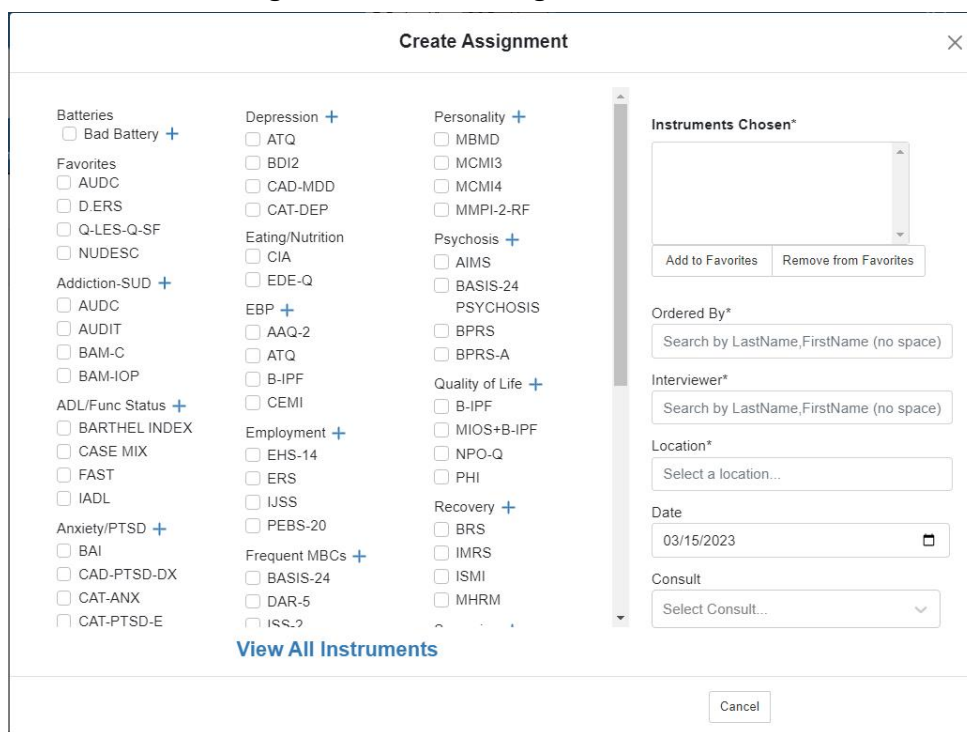 Create Assignment
Batteries
Bad Battery +
Favorites
AUDC
D.ERS
Q-LES-Q-SF
NUDESC
Addiction-SUD +
AUDC
AUDIT
BAM-C
BAM-IOP
ADL/Func Status +
BARTHEL INDEX
CASE MIX
FAST
IADL
Anxiety/PTSD +
BAI
CAD-PTSD-DX
CAT-ANX
CAT-PTSD-E
Depression +
ATQ
BDI2
CAD-MDD
CAT-DEP
Eating/Nutrition
CIA
EDE-Q
EBP +
AAQ-2
ATQ
B-IPF
CEMI
Employment +
EHS-14
ERS
IJSS
PEBS-20
Frequent MBCs +
BASIS-24
DAR-5
ISS-2
Personality +
MBMD
MCMI3
MCMI4
MMPI-2-RF
Psychosis +
AIMS
BASIS-24
PSYCHOSIS
BPRS
BPRS-A
Quality of Life +
B-IPF
MIOS+B-IPF
NPO-Q
PHI
Recovery +
BRS
IMRS
ISMI
MHRM
View All Instruments
Instruments Chosen*
Add to Favorites Remove from Favorites
Ordered By*
Search by LastName,FirstName (no space)
Interviewer*
Search by LastName,FirstName (no space)
Location*
Select a location...
Date
03/15/2023
Consult
Select Consult...
Cancel